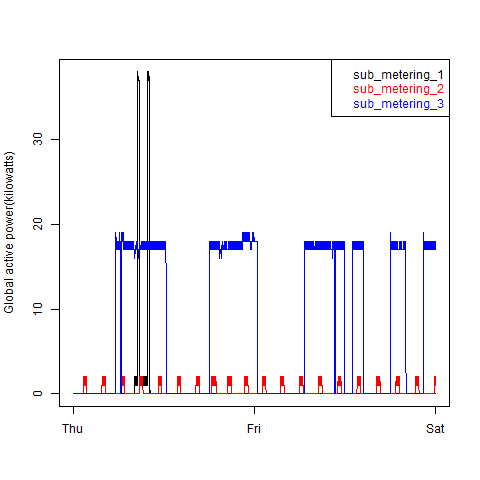 sub_metering_1
sub_metering_2
sub_metering_3
Global active power(kilowatts)
30
20
10
0
Thu Fri Sat